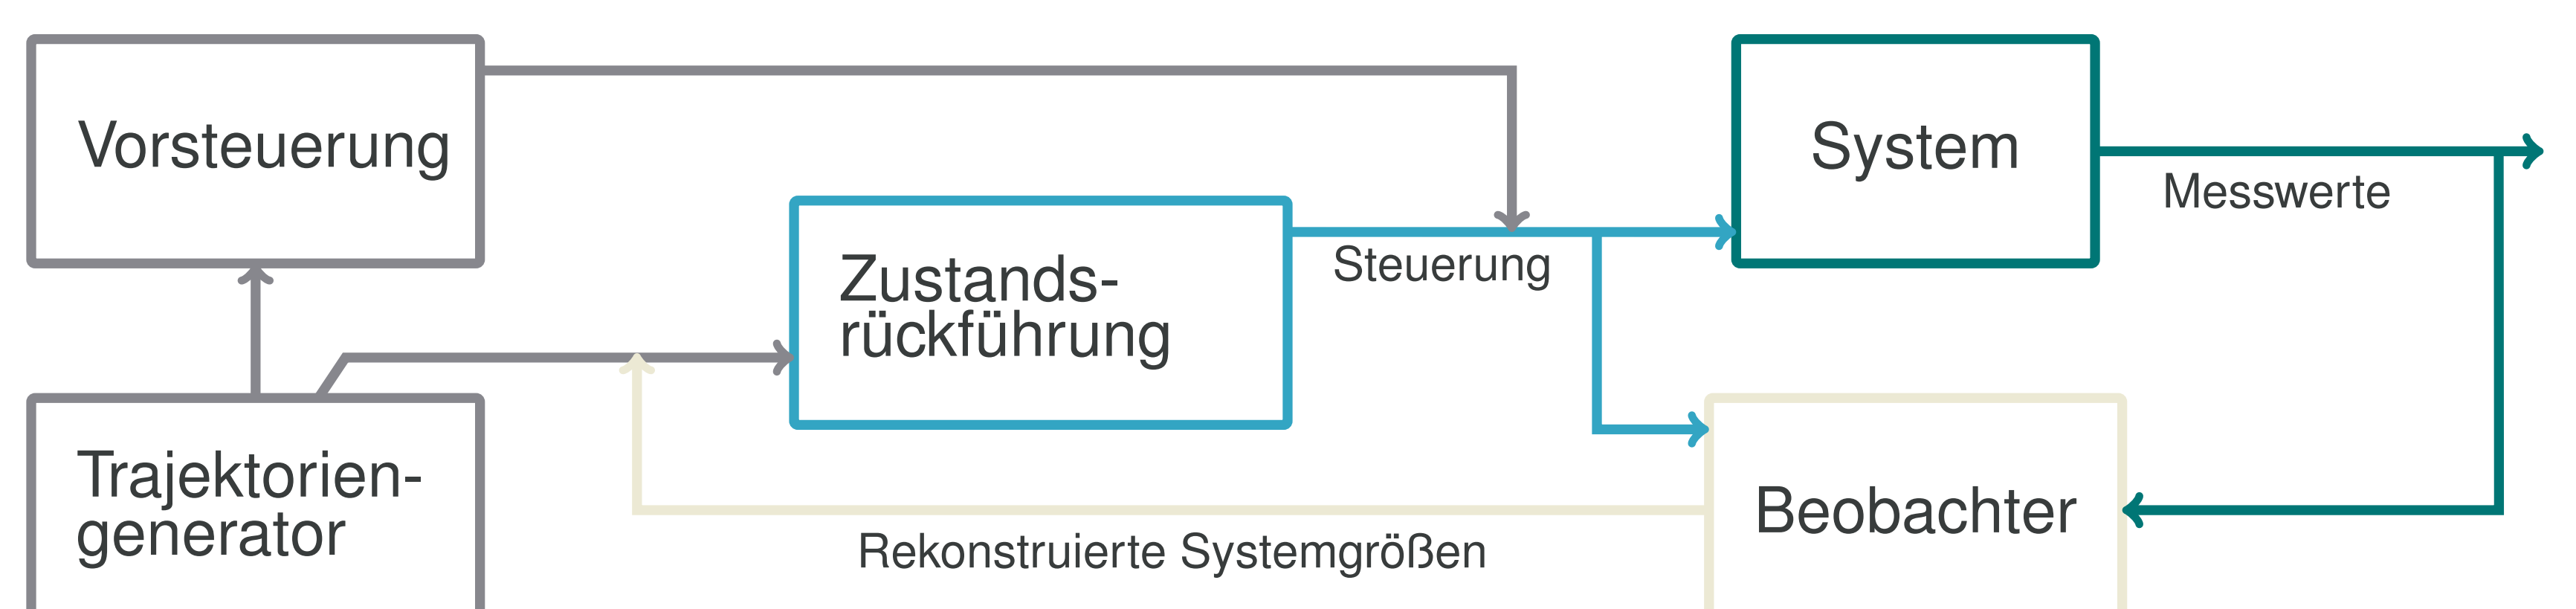 Vorsteuerung
System
Messwerte
Zustands-
rückführung
Steuerung
Trajektorien-
generator
Beobachter
Rekonstruierte Systemgrößen